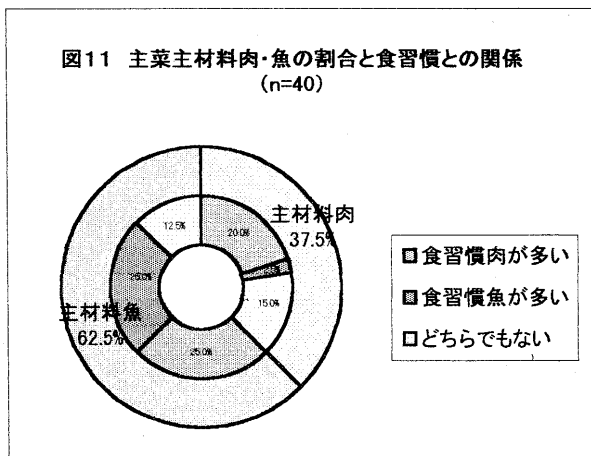 図11 主菜主材料肉・魚の割合と食習慣との関係
(n=40)
12.5%
20.0%
主材料肉
37.5%
15.0%
25.0%
主材料魚
62.5%
25.0%
食習慣肉が多い
食習慣魚が多い
どちらでもない